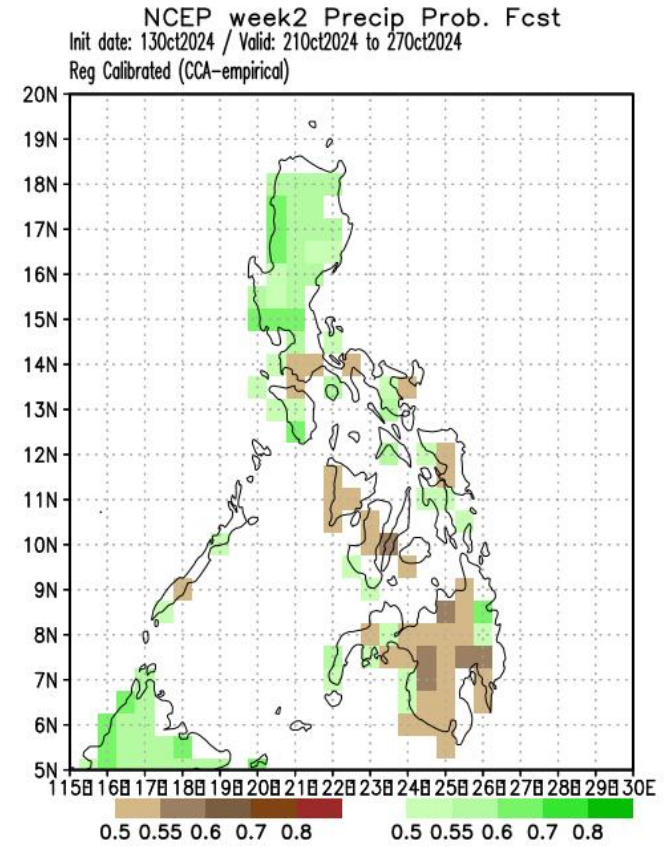 NCEP week2 Precip Prob. Fcst
Init date: 13Oct2024 / Valid: 21Oct2024 to 27Oct2024
Reg Calibrated (CCA-empirical)
20N
19N
18N
17N
16N
15N
14N
13N
12N
11N
10N
9N
8N
7N
6N
5N
115E 116E 117E 118E 119E 120E 121E 122E 123E 124E 125E 126E 127E 128E 129E 130E
0.5 0.55 0.6 0.7 0.8 0.5 0.55 0.6 0.7 0.8